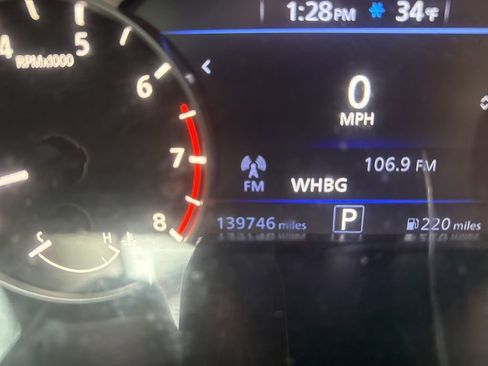 1:28PM 34°F
4 5 6 7 8
RPMx1000
0
MPH
106.9 FM
FM WHBG
139746 miles P 220 miles
C H